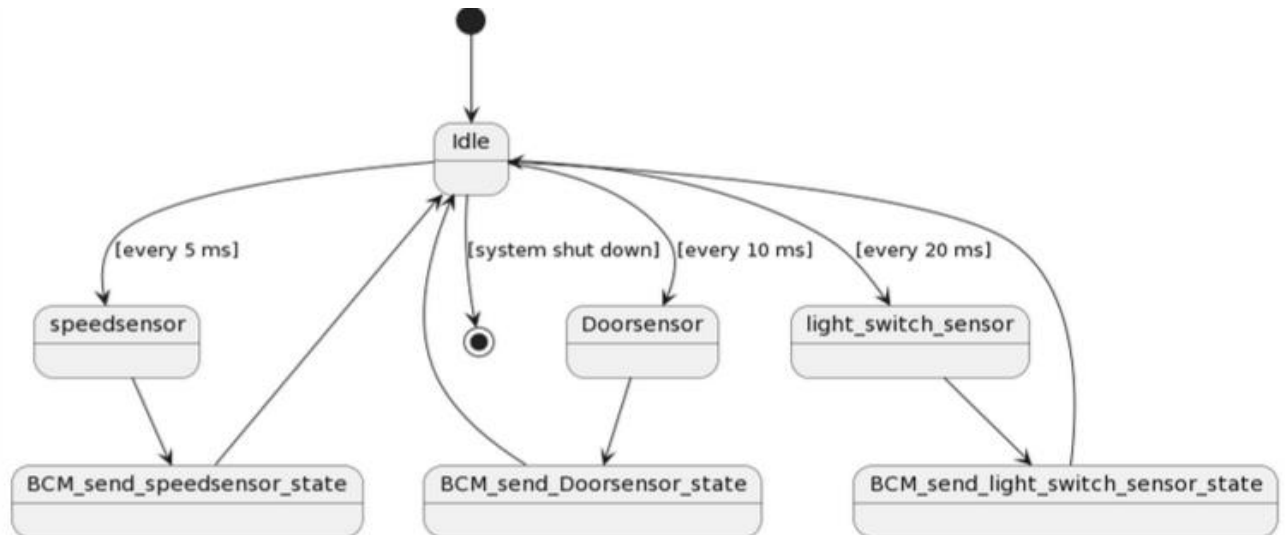 Idle
[every 5 ms]
[system shut down]
[every 10 ms]
[every 20 ms]
speedsensor
Doorsensor
light_switch_sensor
BCM_send_speedsensor_state
BCM_send_Doorsensor_state
BCM_send_light_switch_sensor_state